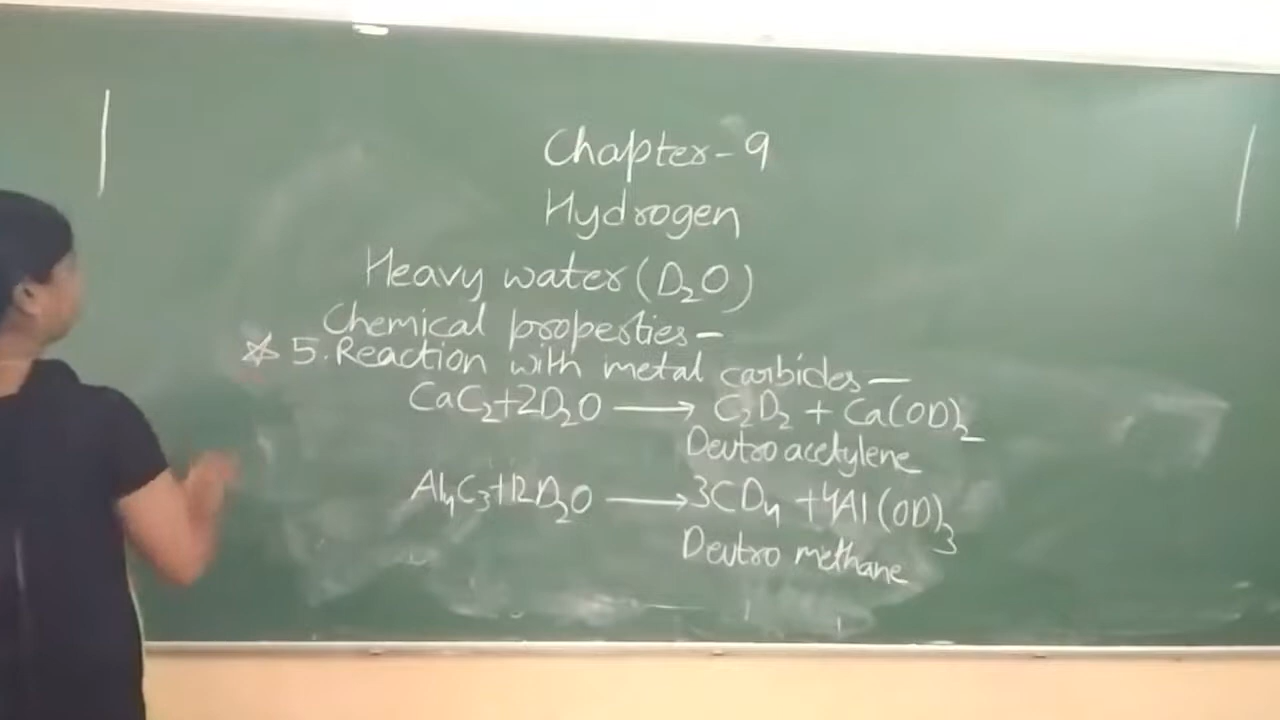 Chapter-9
Hydrogen
Heavy water (D₂O)
Chemical properties-
☆ 5. Reaction with metal carbides-
CaC₂+2D₂O ⟶ C₂D₂ + Ca(OD)₂
Deutro acetylene
Al₄C₃+12D₂O ⟶ 3CD₄ +4Al(OD)₃
Deutro methane